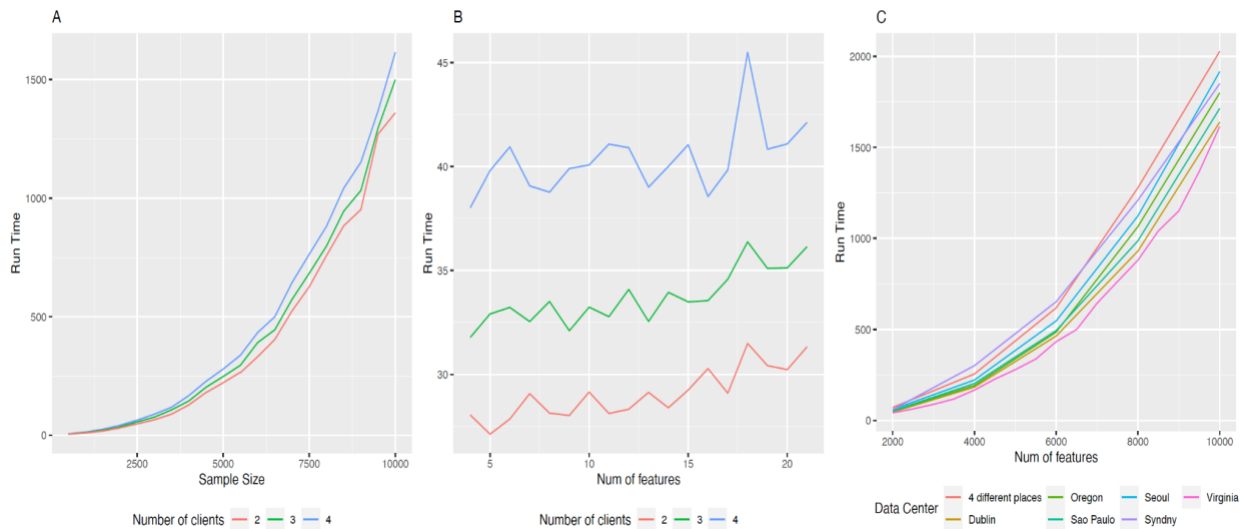 A
Run Time
1500
1000
500
0
2500
5000
7500
10000
Sample Size
Number of clients 2 3 4
B
Run Time
45
40
35
30
5
10
15
20
Num of features
Number of clients 2 3 4
C
Run Time
2000
1500
1000
500
0
2000
4000
6000
8000
10000
Num of features
Data Center
4 different places Oregon Seoul Virginia
Dublin Sao Paulo Syndny